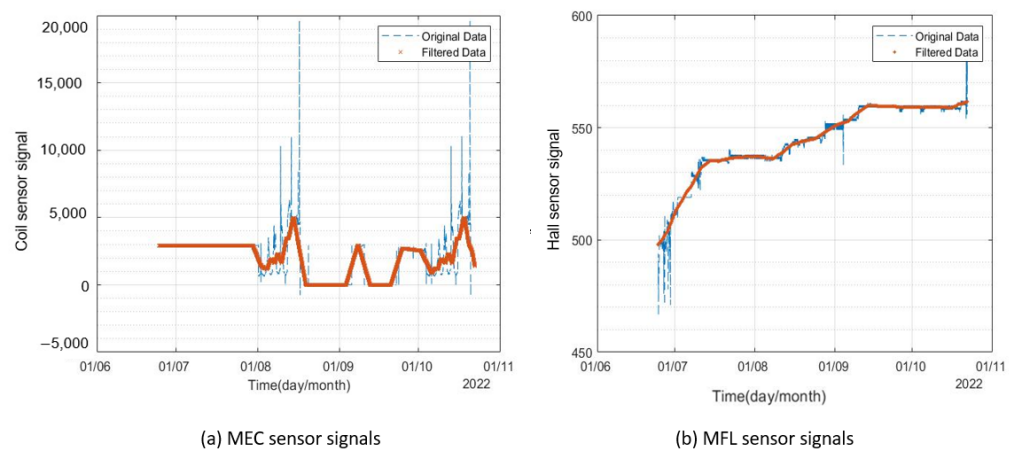 20,000
15,000
10,000
5,000
0
−5,000
Coil sensor signal
Original Data
Filtered Data
01/06 01/07 01/08 01/09 01/10 01/11
Time(day/month)
2022
(a) MEC sensor signals
600
550
500
450
Hall sensor signal
Original Data
Filtered Data
01/06 01/07 01/08 01/09 01/10 01/11
2022
Time(day/month)
(b) MFL sensor signals